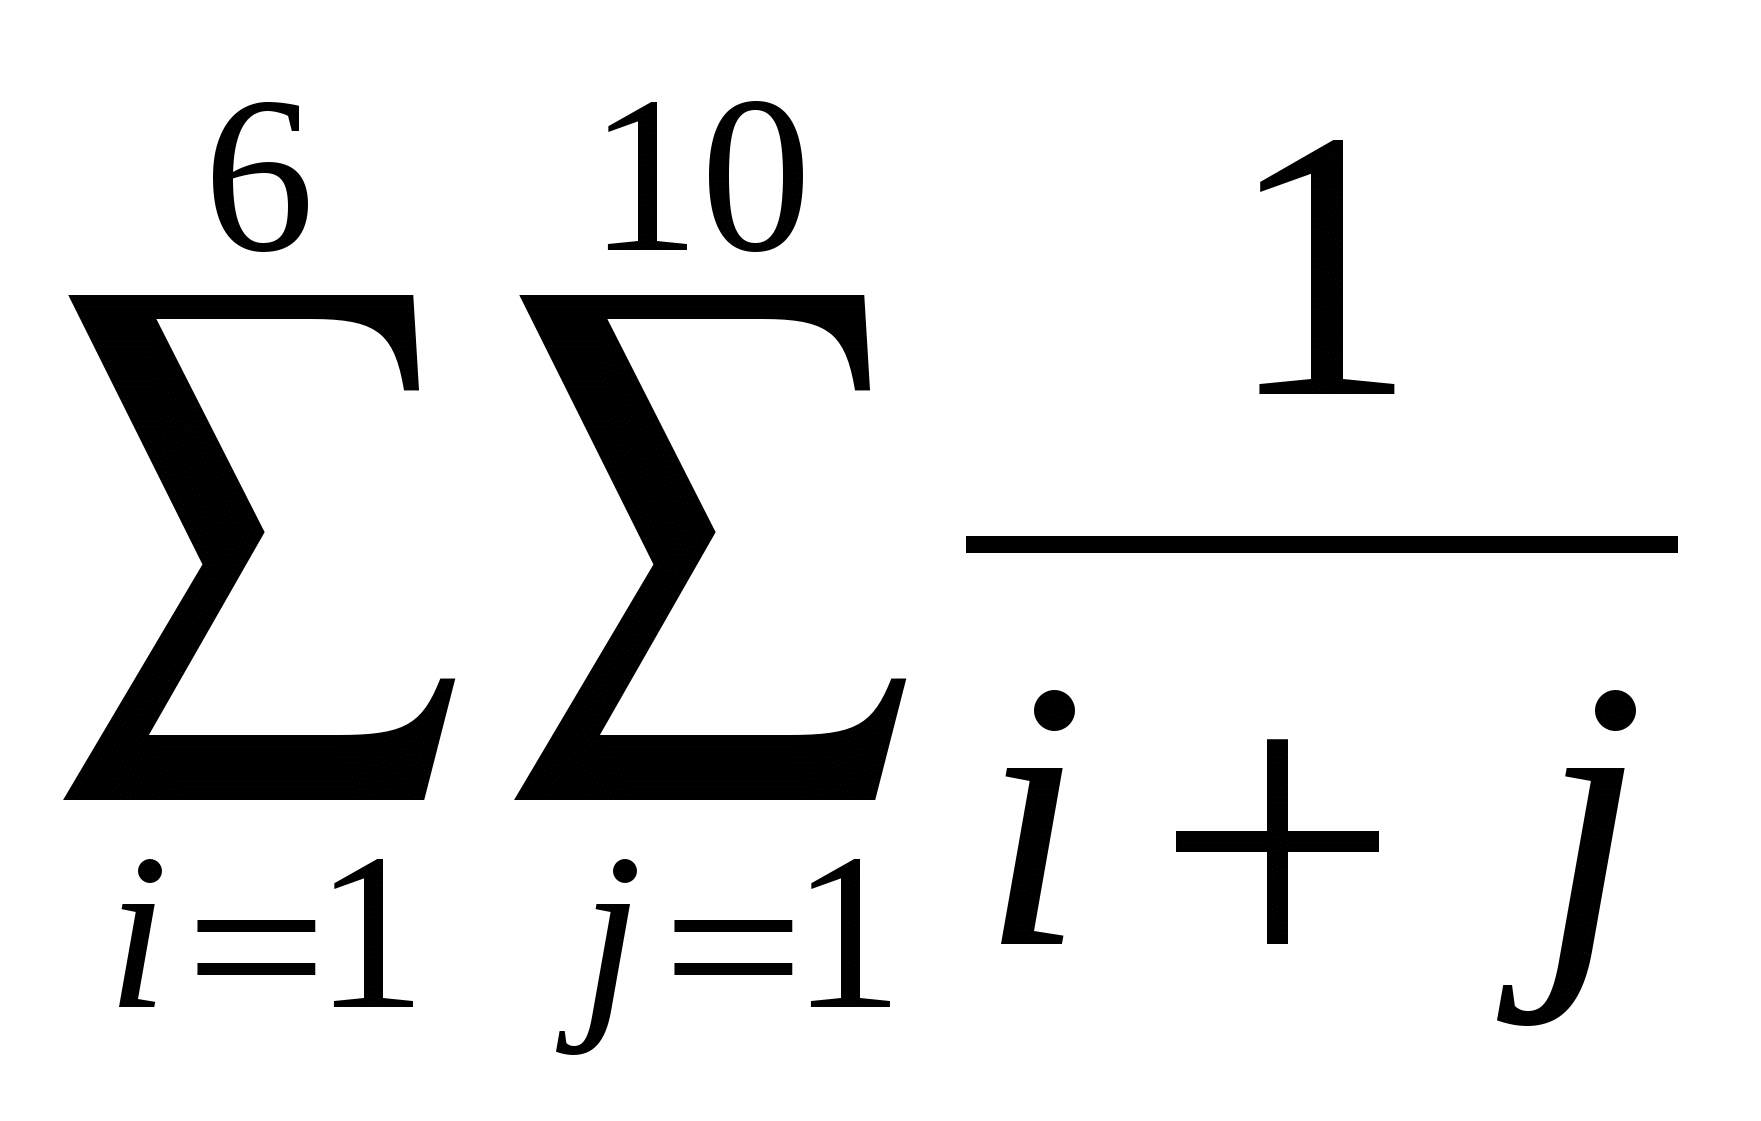 6 10 1
∑ ∑ ―
i=1 j=1 i + j